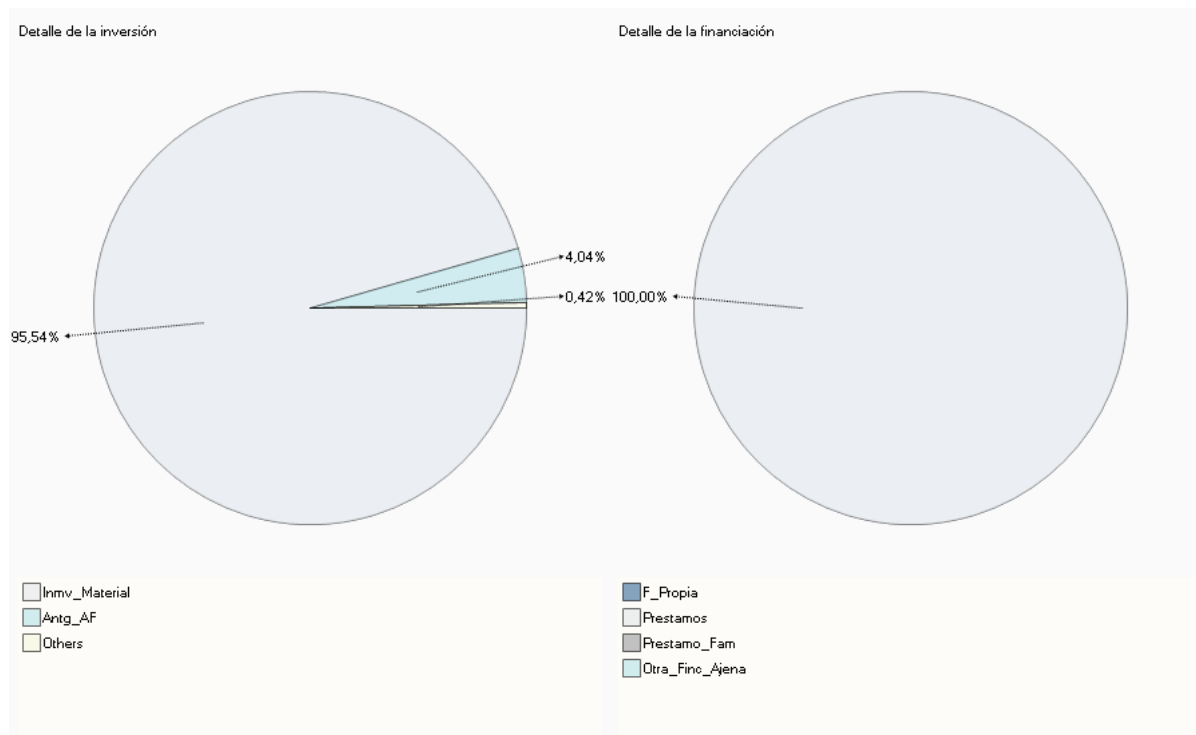 Detalle de la inversión
95,54%
4,04%
0,42%
Inmv_Material
Antg_AF
Others
Detalle de la financiación
100,00%
F_Propia
Prestamos
Prestamo_Fam
Otra_Finc_Ajena